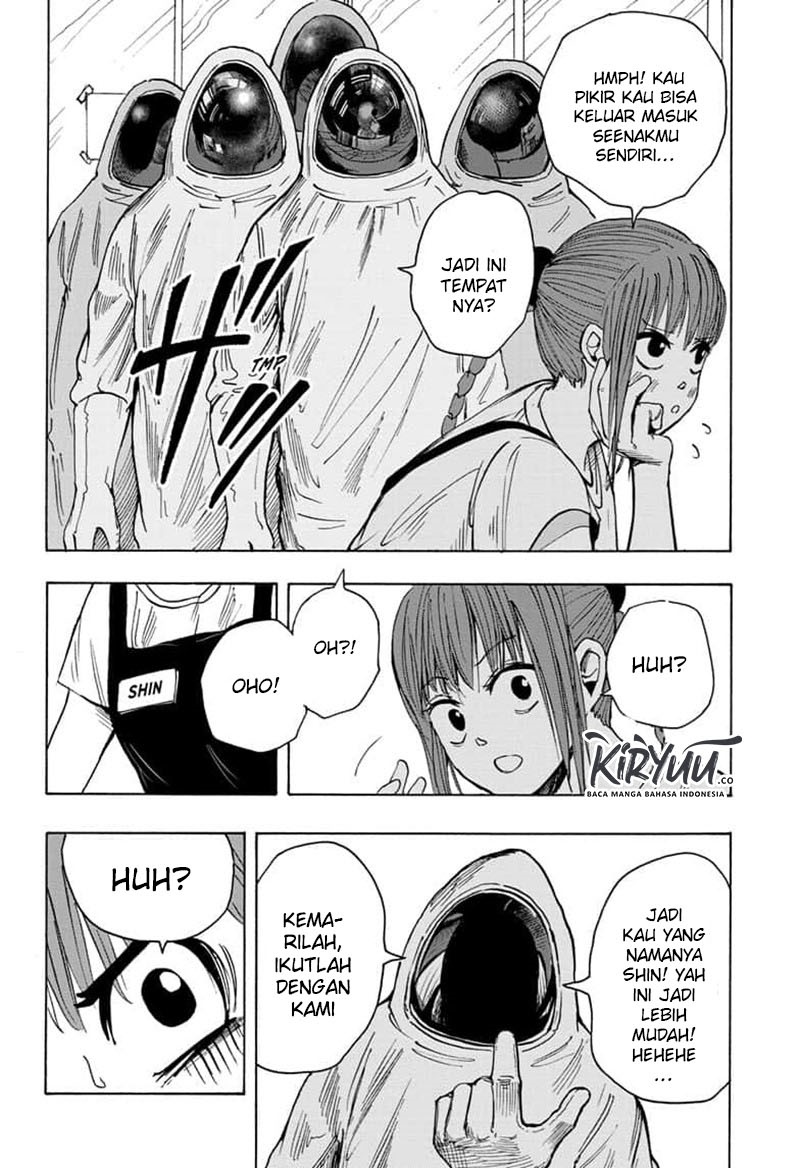 HMPH! KAU
PIKIR KAU BISA
KELUAR MASUK
SEENAKMU
SENDIRI...
JADI INI
TEMPAT
NYA?
ザッ
TMP
HUH?
OH?!
OHO!
SHIN
KIRYUU.CO
BACA MANGA BAHASA INDONESIA
JADI
KAU YANG
NAMANYA
SHIN! YAH
INI JADI
LEBIH
MUDAH!
HEHEHE
...
KEMA-
RILAH,
IKUTLAH
DENGAN
KAMI
HUH?